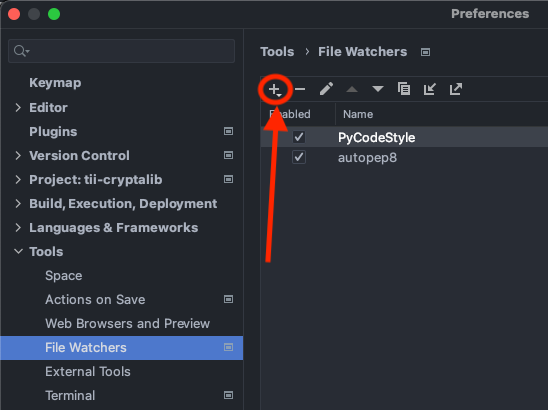 Preferences
Tools > File Watchers
Enabled Name
PyCodeStyle
autopep8
Keymap
Editor
Plugins
Version Control
Project: tii-cryptalib
Build, Execution, Deployment
Languages & Frameworks
Tools
Space
Actions on Save
Web Browsers and Preview
File Watchers
External Tools
Terminal